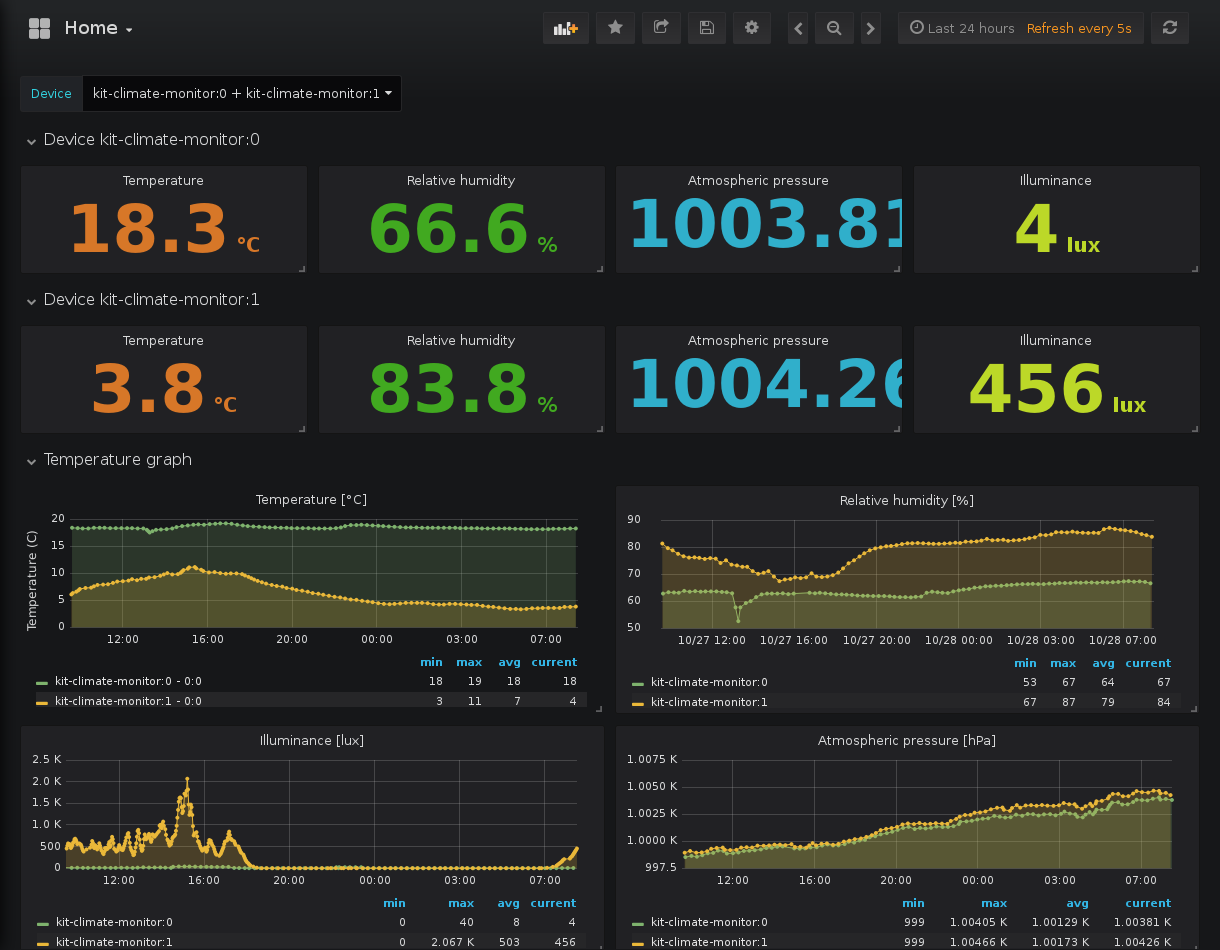 Home
Last 24 hours Refresh every 5s
Device kit-climate-monitor:0 + kit-climate-monitor:1
Device kit-climate-monitor:0
Temperature Relative humidity Atmospheric pressure Illuminance
18.3 °C 66.6 % 1003.81 4 lux
Device kit-climate-monitor:1
Temperature Relative humidity Atmospheric pressure Illuminance
3.8 °C 83.8 % 1004.26 456 lux
Temperature graph
Temperature [°C]
Temperature (C)
20
15
10
5
0
12:00 16:00 20:00 00:00 03:00 07:00
min max avg current
kit-climate-monitor:0 - 0:0 18 19 18 18
kit-climate-monitor:1 - 0:0 3 11 7 4
Relative humidity [%]
90
80
70
60
50
10/27 12:00 10/27 16:00 10/27 20:00 10/28 00:00 10/28 03:00 10/28 07:00
min max avg current
kit-climate-monitor:0 53 67 64 67
kit-climate-monitor:1 67 87 79 84
Illuminance [lux]
2.5 K
2.0 K
1.5 K
1.0 K
500
0
12:00 16:00 20:00 00:00 03:00 07:00
min max avg current
kit-climate-monitor:0 0 40 8 4
kit-climate-monitor:1 0 2.067 K 503 456
Atmospheric pressure [hPa]
1.0075 K
1.0050 K
1.0025 K
1.0000 K
997.5
12:00 16:00 20:00 00:00 03:00 07:00
min max avg current
kit-climate-monitor:0 999 1.00405 K 1.00129 K 1.00381 K
kit-climate-monitor:1 999 1.00466 K 1.00173 K 1.00426 K